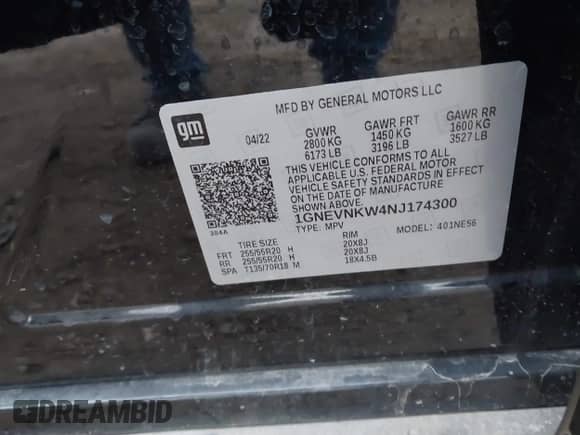 MFD BY GENERAL MOTORS LLC
gm
04/22
GVWR GAWR FRT GAWR RR
2800 KG 1450 KG 1600 KG
6173 LB 3196 LB 3527 LB
THIS VEHICLE CONFORMS TO ALL
APPLICABLE U.S. FEDERAL MOTOR
VEHICLE SAFETY STANDARDS IN EFFECT
ON THE DATE OF MANUFACTURE
SHOWN ABOVE.
1GNEVNKW4NJ174300
TYPE: MPV MODEL: 401NE56
304A
TIRE SIZE RIM
FRT 255/55R20 H 20X8J
RR 255/55R20 H 20X8J
SPA T135/70R18 M 18X4.5B
DREAMBID